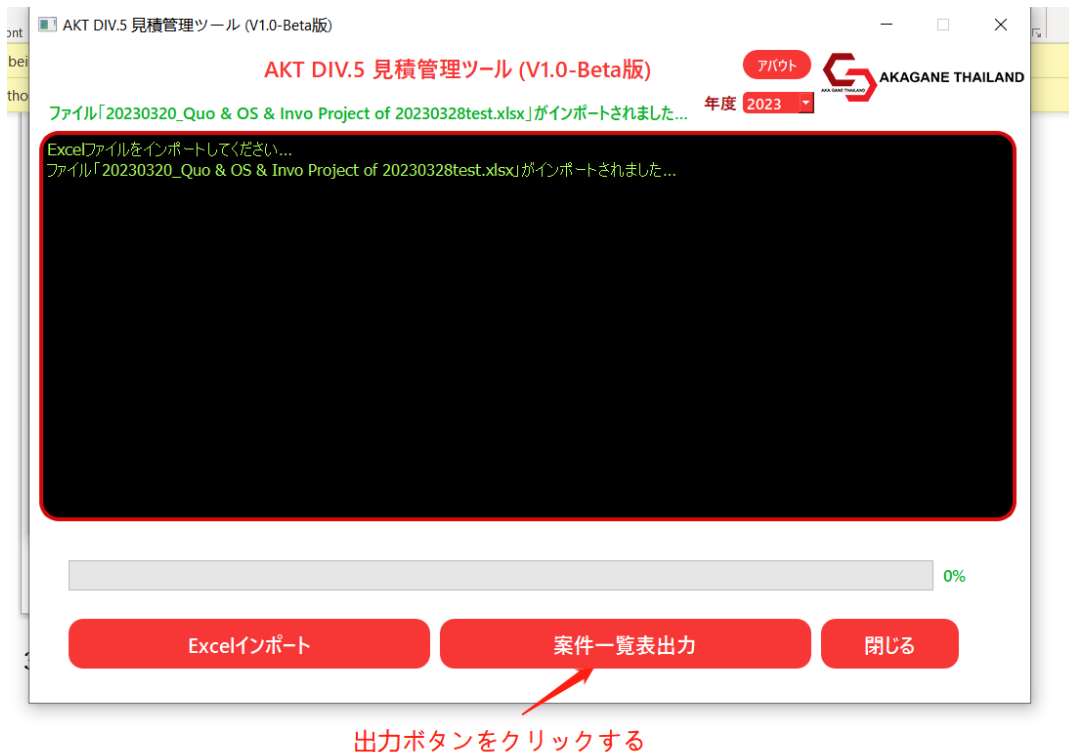 ont
bei
tho
AKT DIV.5 見積管理ツール (V1.0-Beta版)
AKT DIV.5 見積管理ツール (V1.0-Beta版)
アバウト
AKAGANE THAILAND
AKA GANE THAILAND
年度 2023
ファイル「20230320_Quo & OS & Invo Project of 20230328test.xlsx」がインポートされました...
Excelファイルをインポートしてください...
ファイル「20230320_Quo & OS & Invo Project of 20230328test.xlsx」がインポートされました...
0%
Excelインポート
案件一覧表出力
閉じる
出力ボタンをクリックする